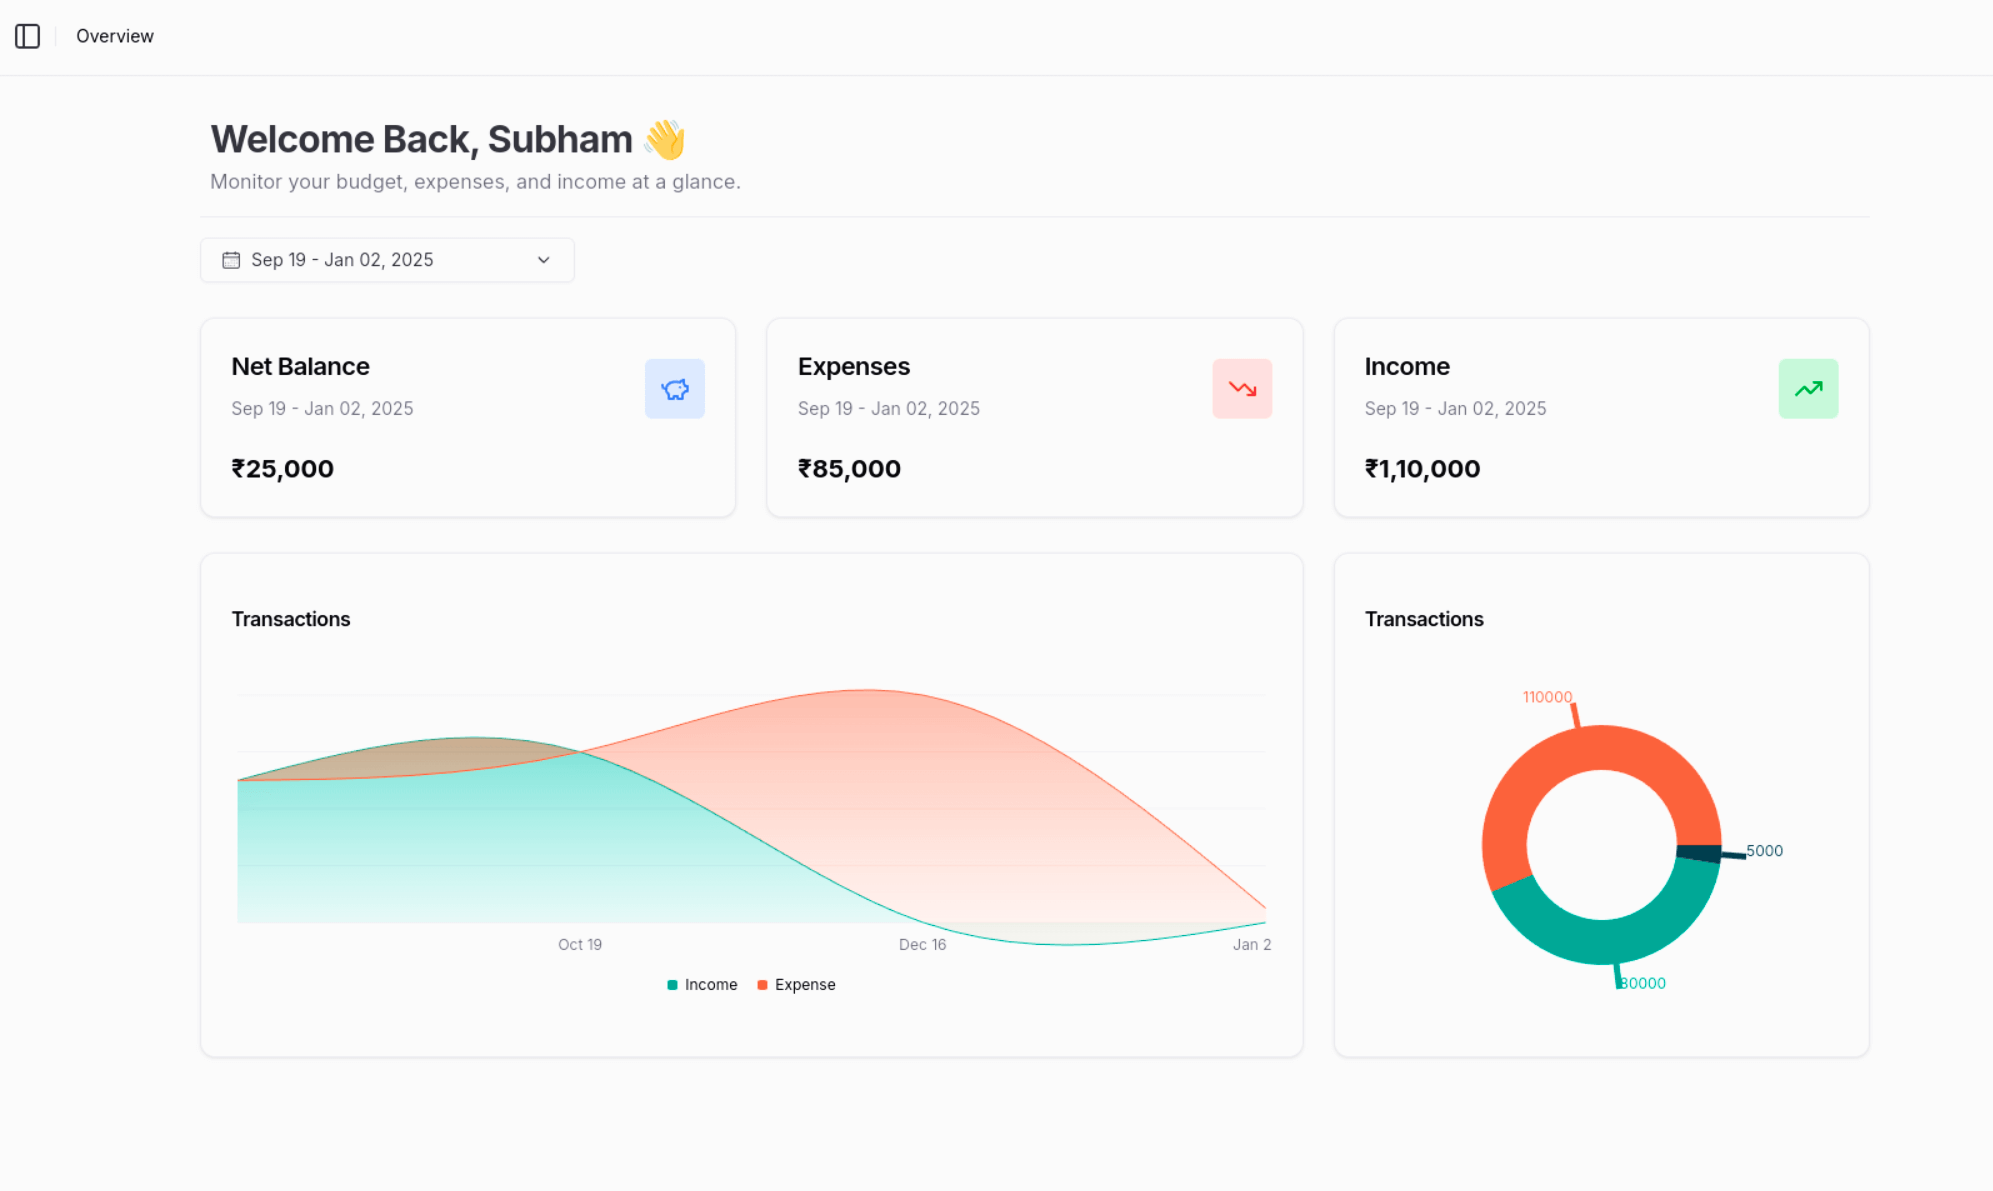 Overview
Welcome Back, Subham 👋
Monitor your budget, expenses, and income at a glance.
Sep 19 - Jan 02, 2025
Net Balance
Sep 19 - Jan 02, 2025
₹25,000
Expenses
Sep 19 - Jan 02, 2025
₹85,000
Income
Sep 19 - Jan 02, 2025
₹1,10,000
Transactions
Oct 19
Dec 16
Jan 2
Income
Expense
Transactions
110000
5000
80000